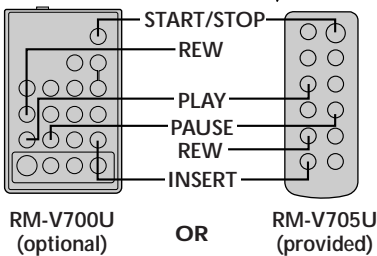 START/STOP
REW
PLAY
PAUSE
REW
INSERT
RM-V700U
(optional)
OR
RM-V705U
(provided)